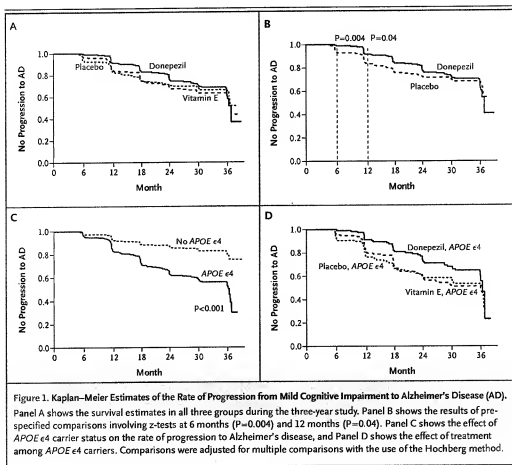 A
No Progression to AD
1.0
0.8
0.6
0.4
0.2
0.0
Placebo
Donepezil
Vitamin E
0 6 12 18 24 30 36
Month
B
No Progression to AD
1.0
0.8
0.6
0.4
0.2
0.0
P=0.004 P=0.04
Donepezil
Placebo
0 6 12 18 24 30 36
Month
C
No Progression to AD
1.0
0.8
0.6
0.4
0.2
0.0
No APOE ϵ4
APOE ϵ4
P<0.001
0 6 12 18 24 30 36
Month
D
No Progression to AD
1.0
0.8
0.6
0.4
0.2
0.0
Donepezil, APOE ϵ4
Placebo, APOE ϵ4
Vitamin E, APOE ϵ4
0 6 12 18 24 30 36
Month
Figure 1. Kaplan–Meier Estimates of the Rate of Progression from Mild Cognitive Impairment to Alzheimer's Disease (AD).
Panel A shows the survival estimates in all three groups during the three-year study. Panel B shows the results of pre-
specified comparisons involving z-tests at 6 months (P=0.004) and 12 months (P=0.04). Panel C shows the effect of
APOE ϵ4 carrier status on the rate of progression to Alzheimer's disease, and Panel D shows the effect of treatment
among APOE ϵ4 carriers. Comparisons were adjusted for multiple comparisons with the use of the Hochberg method.